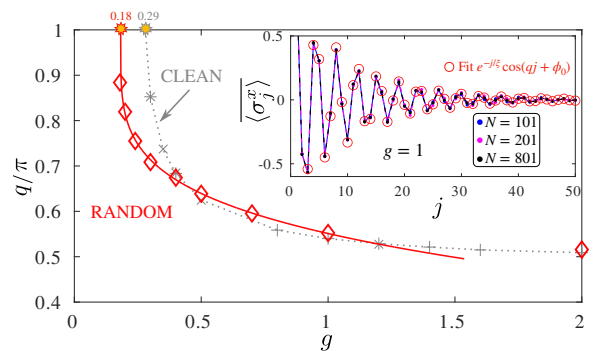 0.18 0.29
1
0.9
0.8
0.7
0.6
0.5
0.4
q/π
CLEAN
RANDOM
0 0.5 1 1.5 2
g
0.5
0
-0.5
⟨σ_j^x⟩
Fit e^{-j/ξ} cos(qj + ϕ_0)
N = 101
N = 201
N = 801
g = 1
0 10 20 30 40 50
j